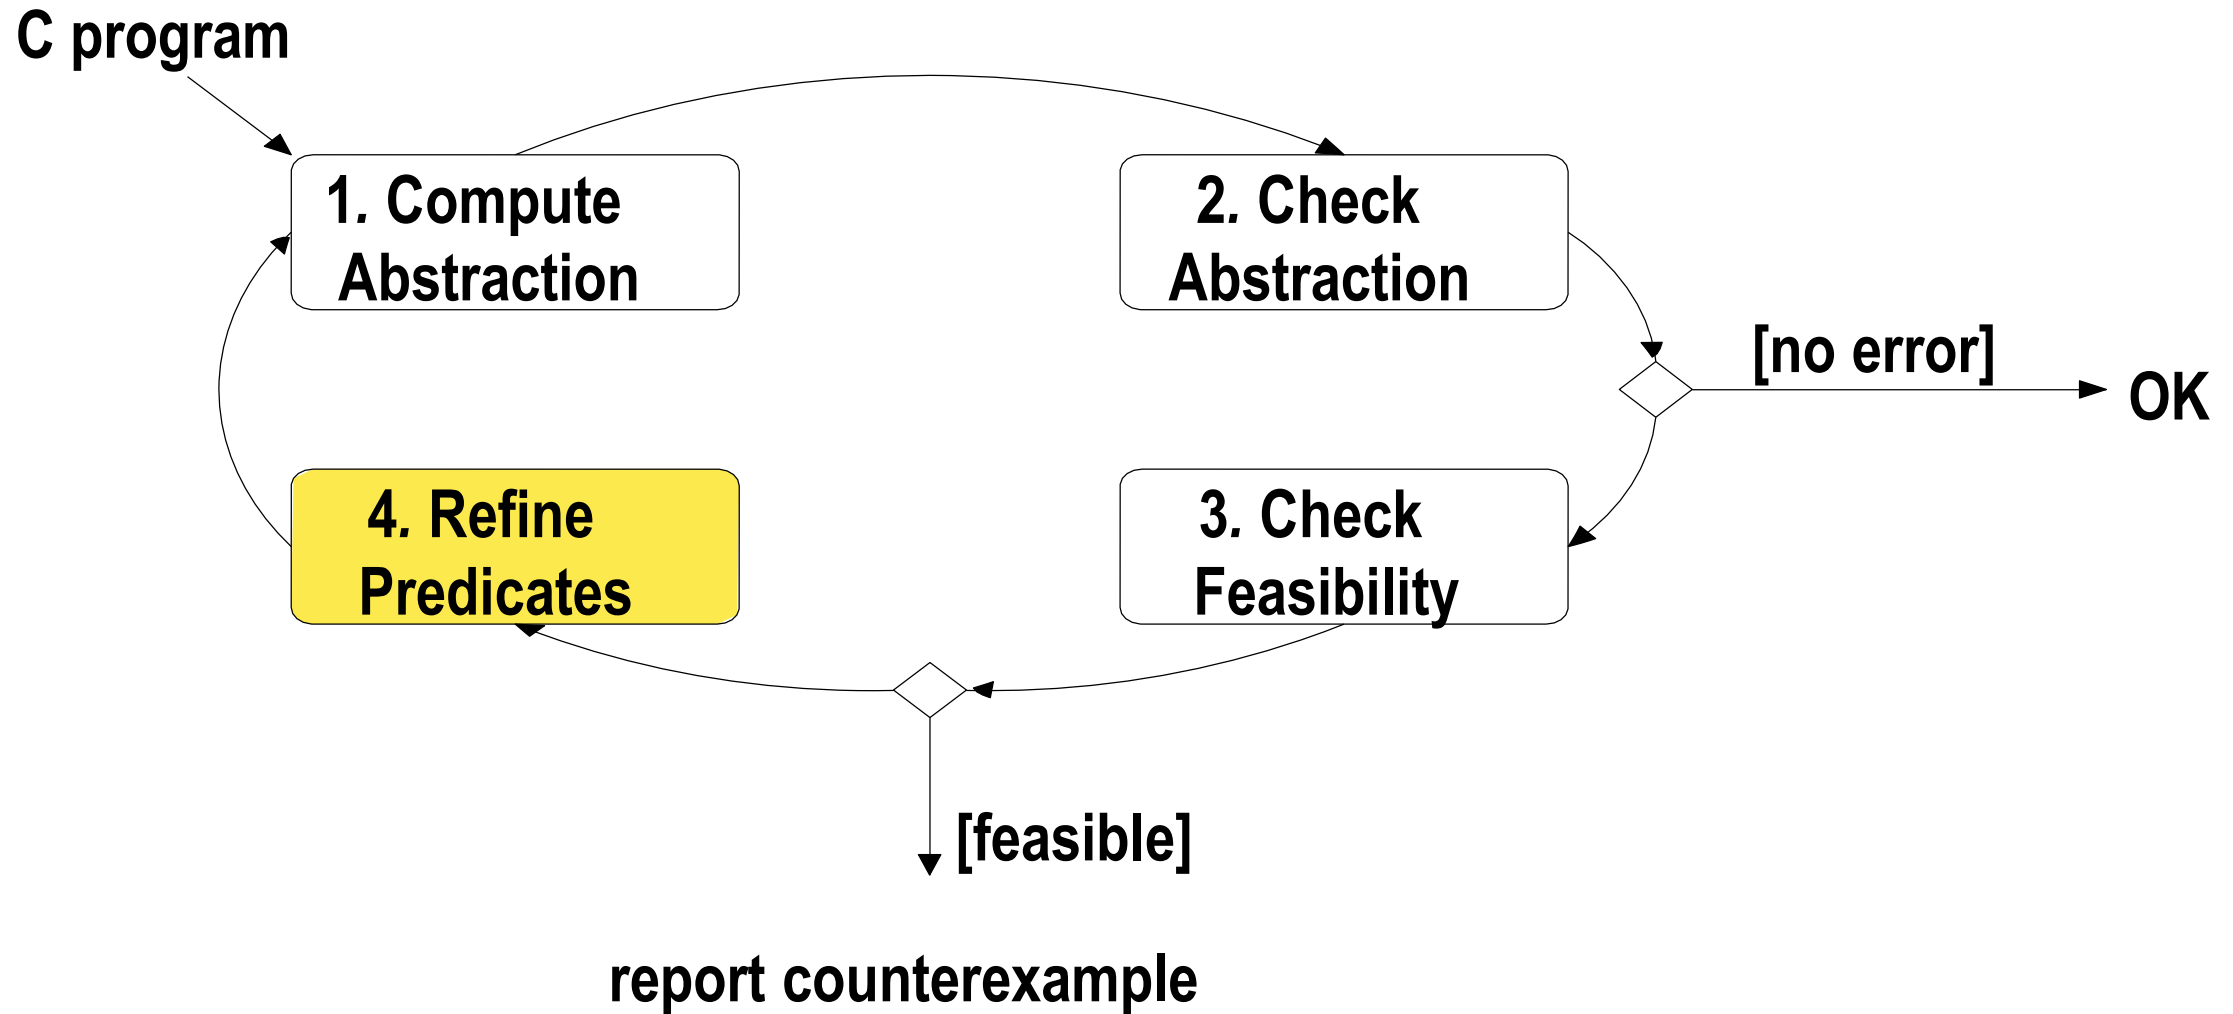 C program
1. Compute
Abstraction
2. Check
Abstraction
[no error]
OK
4. Refine
Predicates
3. Check
Feasibility
[feasible]
report counterexample